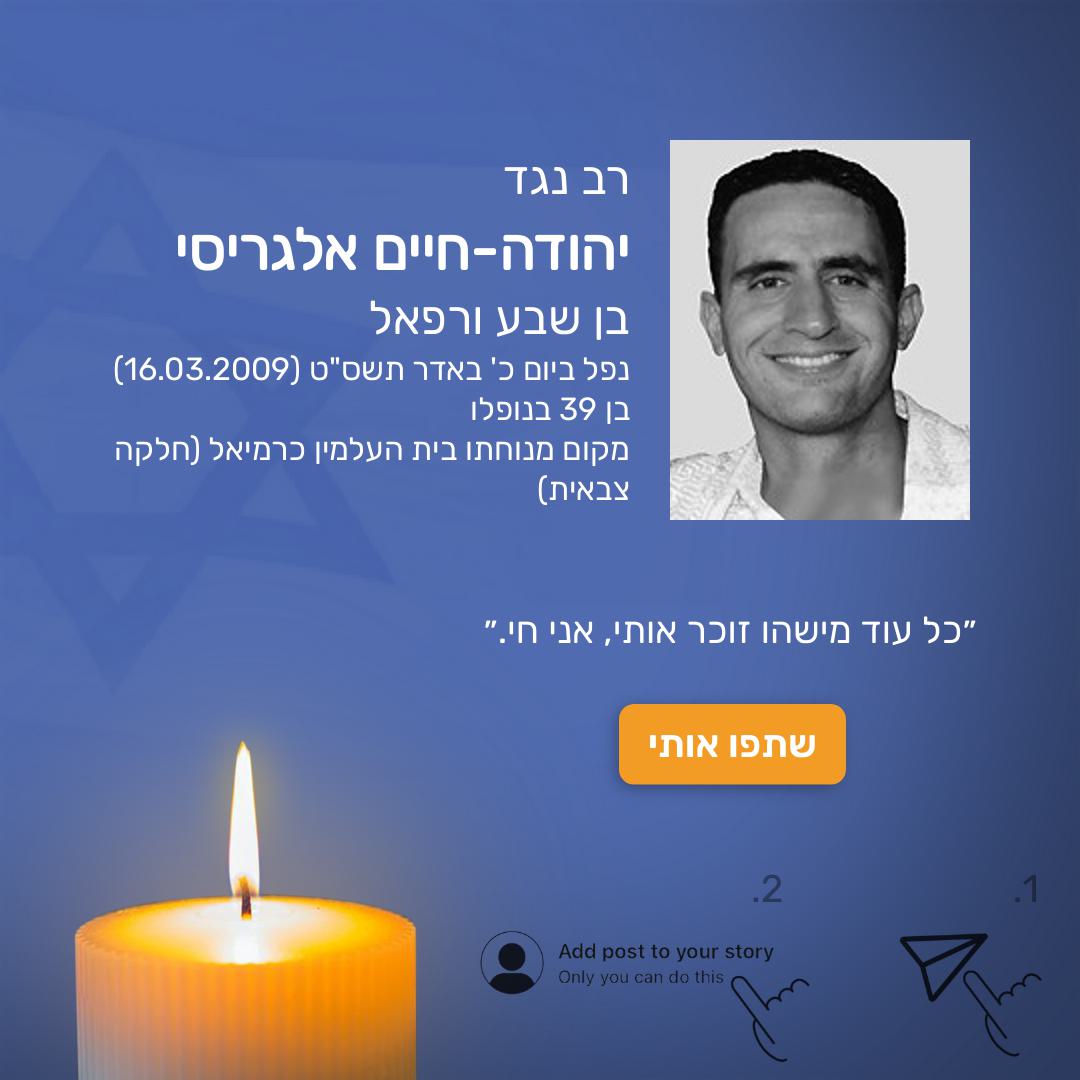 רב נגד
יהודה-חיים אלגריסי
בן שבע ורפאל
נפל ביום כ' באדר תשס"ט (16.03.2009)
בן 39 בנופלו
מקום מנוחתו בית העלמין כרמיאל (חלקה
צבאית)
״כל עוד מישהו זוכר אותי, אני חי.״
שתפו אותי
1.
2.
Add post to your story
Only you can do this